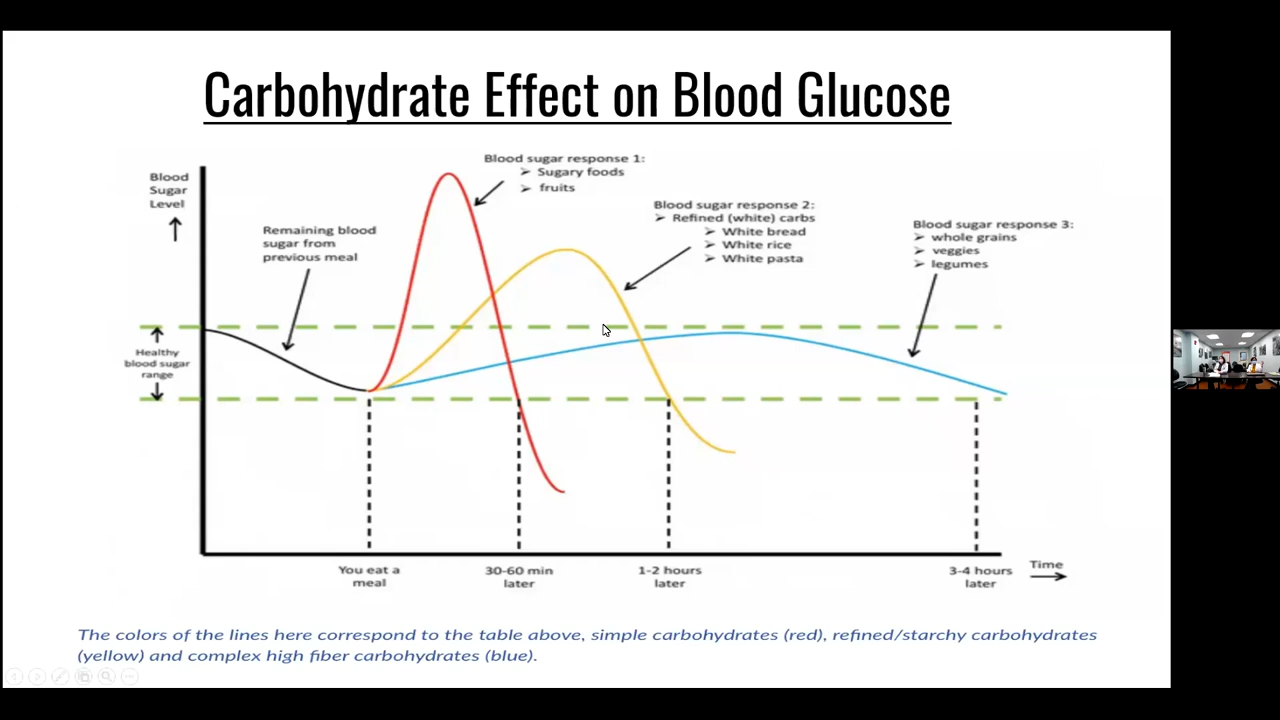 Carbohydrate Effect on Blood Glucose
Blood
Sugar
Level
Remaining blood
sugar from
previous meal
Blood sugar response 1:
➢ Sugary foods
➢ fruits
Blood sugar response 2:
➢ Refined (white) carbs
➢ White bread
➢ White rice
➢ White pasta
Blood sugar response 3:
➢ whole grains
➢ veggies
➢ legumes
Healthy
blood sugar
range
You eat a
meal
30-60 min
later
1-2 hours
later
3-4 hours
later
Time
The colors of the lines here correspond to the table above, simple carbohydrates (red), refined/starchy carbohydrates
(yellow) and complex high fiber carbohydrates (blue).